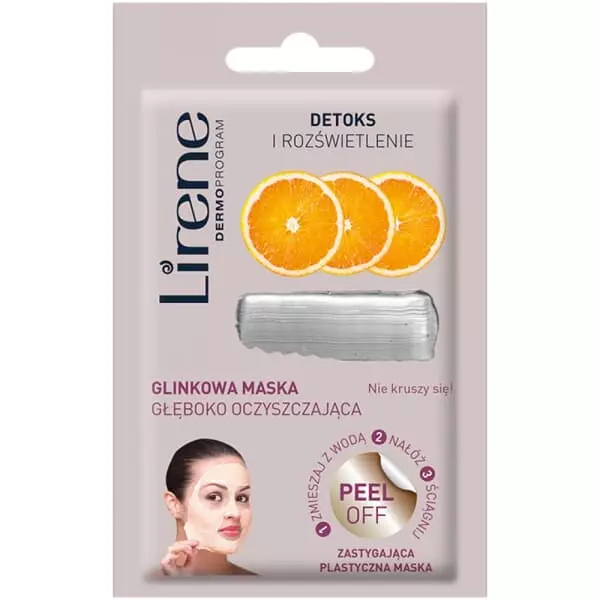 Lirene
DERMOPROGRAM
DETOKS
I ROZŚWIETLENIE
GLINKOWA MASKA
GŁĘBOKO OCZYSZCZAJĄCA
Nie kruszy się!
1 ZMIESZAJ Z WODĄ 2 NAŁÓŻ 3 ŚCIĄGNIJ
PEEL
OFF
ZASTYGAJĄCA
PLASTYCZNA MASKA